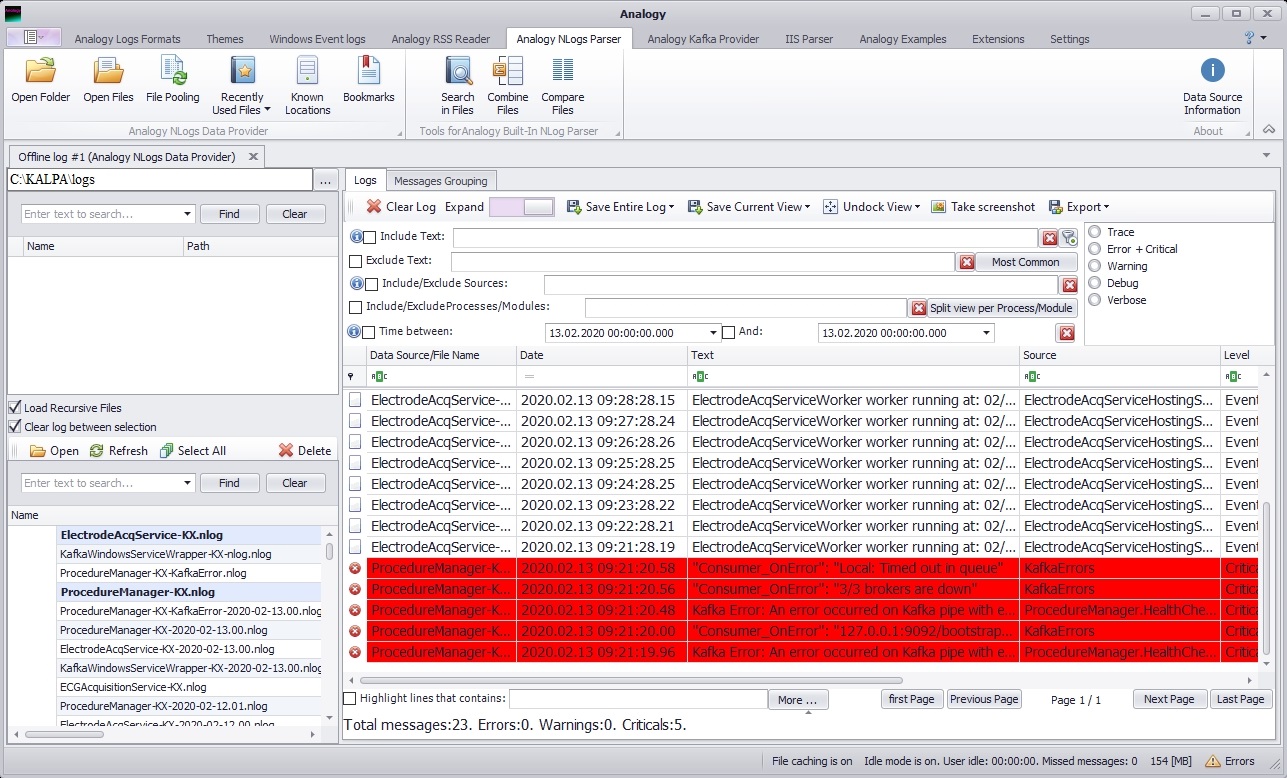 Analogy
Analogy Logs Formats Themes Windows Event logs Analogy RSS Reader Analogy NLogs Parser Analogy Kafka Provider IIS Parser Analogy Examples Extensions Settings
Open Folder Open Files File Pooling Recently Used Files Known Locations Bookmarks Search in Files Combine Files Compare Files Data Source Information
Analogy NLogs Data Provider Tools forAnalogy Built-In NLog Parser About
Offline log #1 (Analogy NLogs Data Provider)
C:\KALPA\logs ...
Enter text to search... Find Clear
Name Path
Load Recursive Files
Clear log between selection
Open Refresh Select All Delete
Enter text to search... Find Clear
Name
ElectrodeAcqService-KX.nlog
KafkaWindowsServiceWrapper-KX-nlog.nlog
ProcedureManager-KX-KafkaError.nlog
ProcedureManager-KX.nlog
ProcedureManager-KX-KafkaError-2020-02-13.00.nlog
ProcedureManager-KX-2020-02-13.00.nlog
ElectrodeAcqService-KX-2020-02-13.00.nlog
KafkaWindowsServiceWrapper-KX-2020-02-13.00.nlog
ECGAcquisitionService-KX.nlog
ProcedureManager-KX-2020-02-12.01.nlog
ElectrodeAcqService-KX-2020-02-12.00.nlog
Logs Messages Grouping
Clear Log Expand Save Entire Log Save Current View Undock View Take screenshot Export
Include Text:
Exclude Text: Most Common
Include/Exclude Sources:
Include/ExcludeProcesses/Modules: Split view per Process/Module
Time between: 13.02.2020 00:00:00.000 And: 13.02.2020 00:00:00.000
Trace
Error + Critical
Warning
Debug
Verbose
Data Source/File Name Date Text Source Level
ElectrodeAcqService-... 2020.02.13 09:28:28.15 ElectrodeAcqServiceWorker worker running at: 02/... ElectrodeAcqServiceHostingS... Event
ElectrodeAcqService-... 2020.02.13 09:27:28.24 ElectrodeAcqServiceWorker worker running at: 02/... ElectrodeAcqServiceHostingS... Event
ElectrodeAcqService-... 2020.02.13 09:26:28.26 ElectrodeAcqServiceWorker worker running at: 02/... ElectrodeAcqServiceHostingS... Event
ElectrodeAcqService-... 2020.02.13 09:25:28.25 ElectrodeAcqServiceWorker worker running at: 02/... ElectrodeAcqServiceHostingS... Event
ElectrodeAcqService-... 2020.02.13 09:24:28.25 ElectrodeAcqServiceWorker worker running at: 02/... ElectrodeAcqServiceHostingS... Event
ElectrodeAcqService-... 2020.02.13 09:23:28.22 ElectrodeAcqServiceWorker worker running at: 02/... ElectrodeAcqServiceHostingS... Event
ElectrodeAcqService-... 2020.02.13 09:22:28.21 ElectrodeAcqServiceWorker worker running at: 02/... ElectrodeAcqServiceHostingS... Event
ElectrodeAcqService-... 2020.02.13 09:21:28.19 ElectrodeAcqServiceWorker worker running at: 02/... ElectrodeAcqServiceHostingS... Event
ProcedureManager-K... 2020.02.13 09:21:20.58 "Consumer_OnError": "Local: Timed out in queue" KafkaErrors Critica
ProcedureManager-K... 2020.02.13 09:21:20.56 "Consumer_OnError": "3/3 brokers are down" KafkaErrors Critica
ProcedureManager-K... 2020.02.13 09:21:20.48 Kafka Error: An error occurred on Kafka pipe with e... ProcedureManager.HealthChe... Critica
ProcedureManager-K... 2020.02.13 09:21:20.00 "Consumer_OnError": "127.0.0.1:9092/bootstrap... KafkaErrors Critica
ProcedureManager-K... 2020.02.13 09:21:19.96 Kafka Error: An error occurred on Kafka pipe with e... ProcedureManager.HealthChe... Critica
Highlight lines that contains: More ... first Page Previous Page Page 1 / 1 Next Page Last Page
Total messages:23. Errors:0. Warnings:0. Criticals:5.
File caching is on Idle mode is on. User idle: 00:00:00. Missed messages: 0 154 [MB] Errors